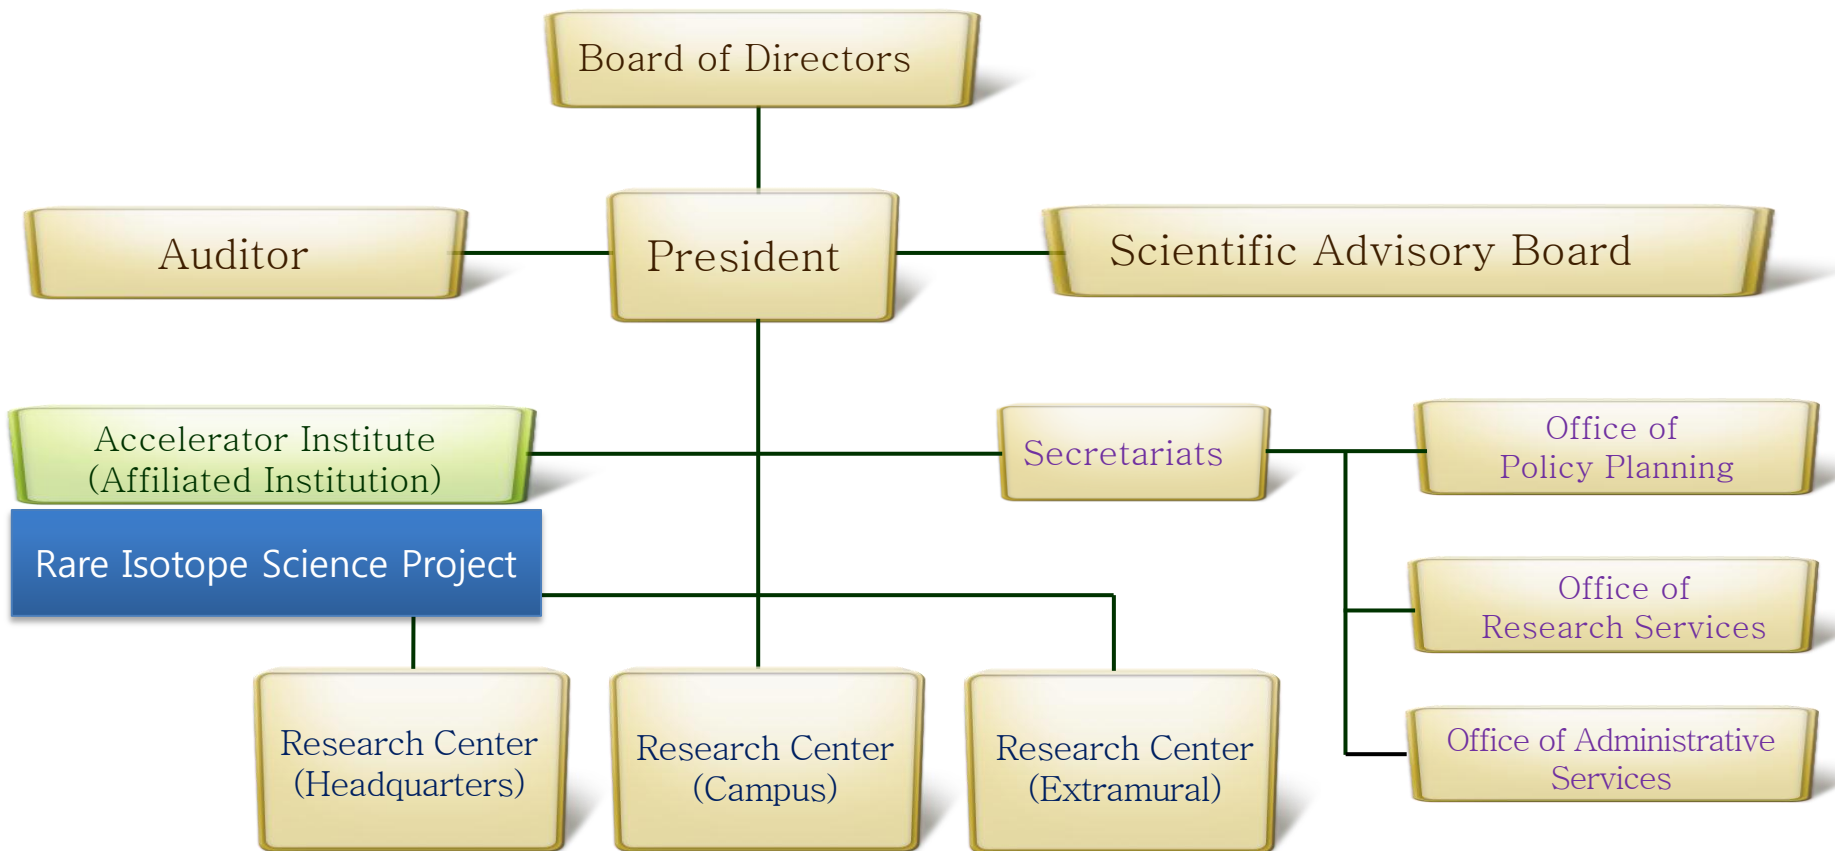 Board of Directors
Auditor
President
Scientific Advisory Board
Accelerator Institute
(Affiliated Institution)
Secretariats
Office of
Policy Planning
Rare Isotope Science Project
Office of
Research Services
Research Center
(Headquarters)
Research Center
(Campus)
Research Center
(Extramural)
Office of Administrative
Services